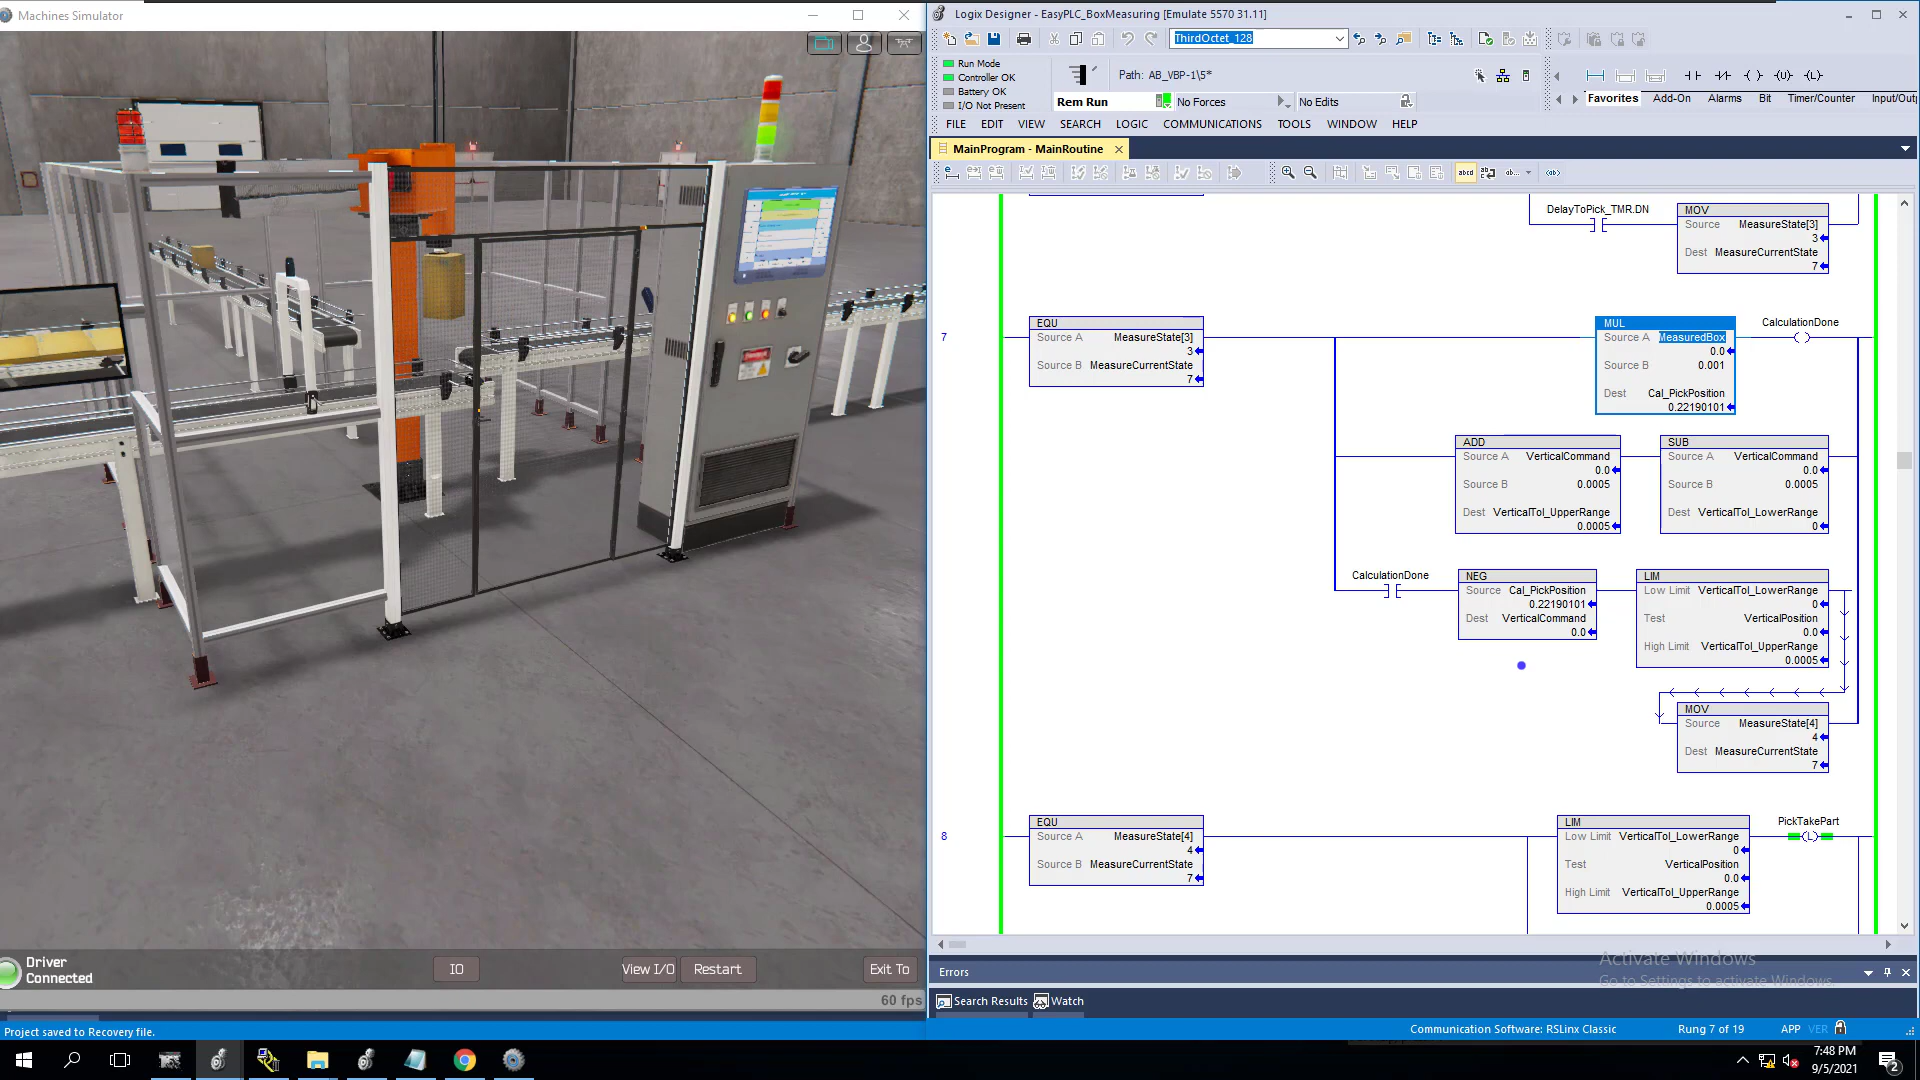 Machines Simulator
Driver
Connected
IO
View I/O
Restart
Exit To
60 fps
Logix Designer - EasyPLC_BoxMeasuring [Emulate 5570 31.11]
ThirdOctet_128
Run Mode
Controller OK
Battery OK
I/O Not Present
Path: AB_VBP-1\5*
Rem Run
No Forces
No Edits
Favorites
Add-On
Alarms
Bit
Timer/Counter
Input/Outp
FILE EDIT VIEW SEARCH LOGIC COMMUNICATIONS TOOLS WINDOW HELP
MainProgram - MainRoutine
DelayToPick_TMR.DN
MOV
Source MeasureState[3]
3
Dest MeasureCurrentState
7
7
EQU
Source A MeasureState[3]
3
Source B MeasureCurrentState
7
MUL
Source A MeasuredBox
0.0
Source B 0.001
Dest Cal_PickPosition
0.22190101
CalculationDone
ADD
Source A VerticalCommand
0.0
Source B 0.0005
Dest VerticalTol_UpperRange
0.0005
SUB
Source A VerticalCommand
0.0
Source B 0.0005
Dest VerticalTol_LowerRange
0
CalculationDone
NEG
Source Cal_PickPosition
0.22190101
Dest VerticalCommand
0.0
LIM
Low Limit VerticalTol_LowerRange
0
Test VerticalPosition
0.0
High Limit VerticalTol_UpperRange
0.0005
MOV
Source MeasureState[4]
4
Dest MeasureCurrentState
7
8
EQU
Source A MeasureState[4]
4
Source B MeasureCurrentState
7
LIM
Low Limit VerticalTol_LowerRange
0
Test VerticalPosition
0.0
High Limit VerticalTol_UpperRange
0.0005
PickTakePart
L
Activate Windows
Go to Settings to activate Windows.
Errors
Search Results
Watch
Project saved to Recovery file.
Communication Software: RSLinx Classic
Rung 7 of 19
APP
VER
7:48 PM
9/5/2021
2